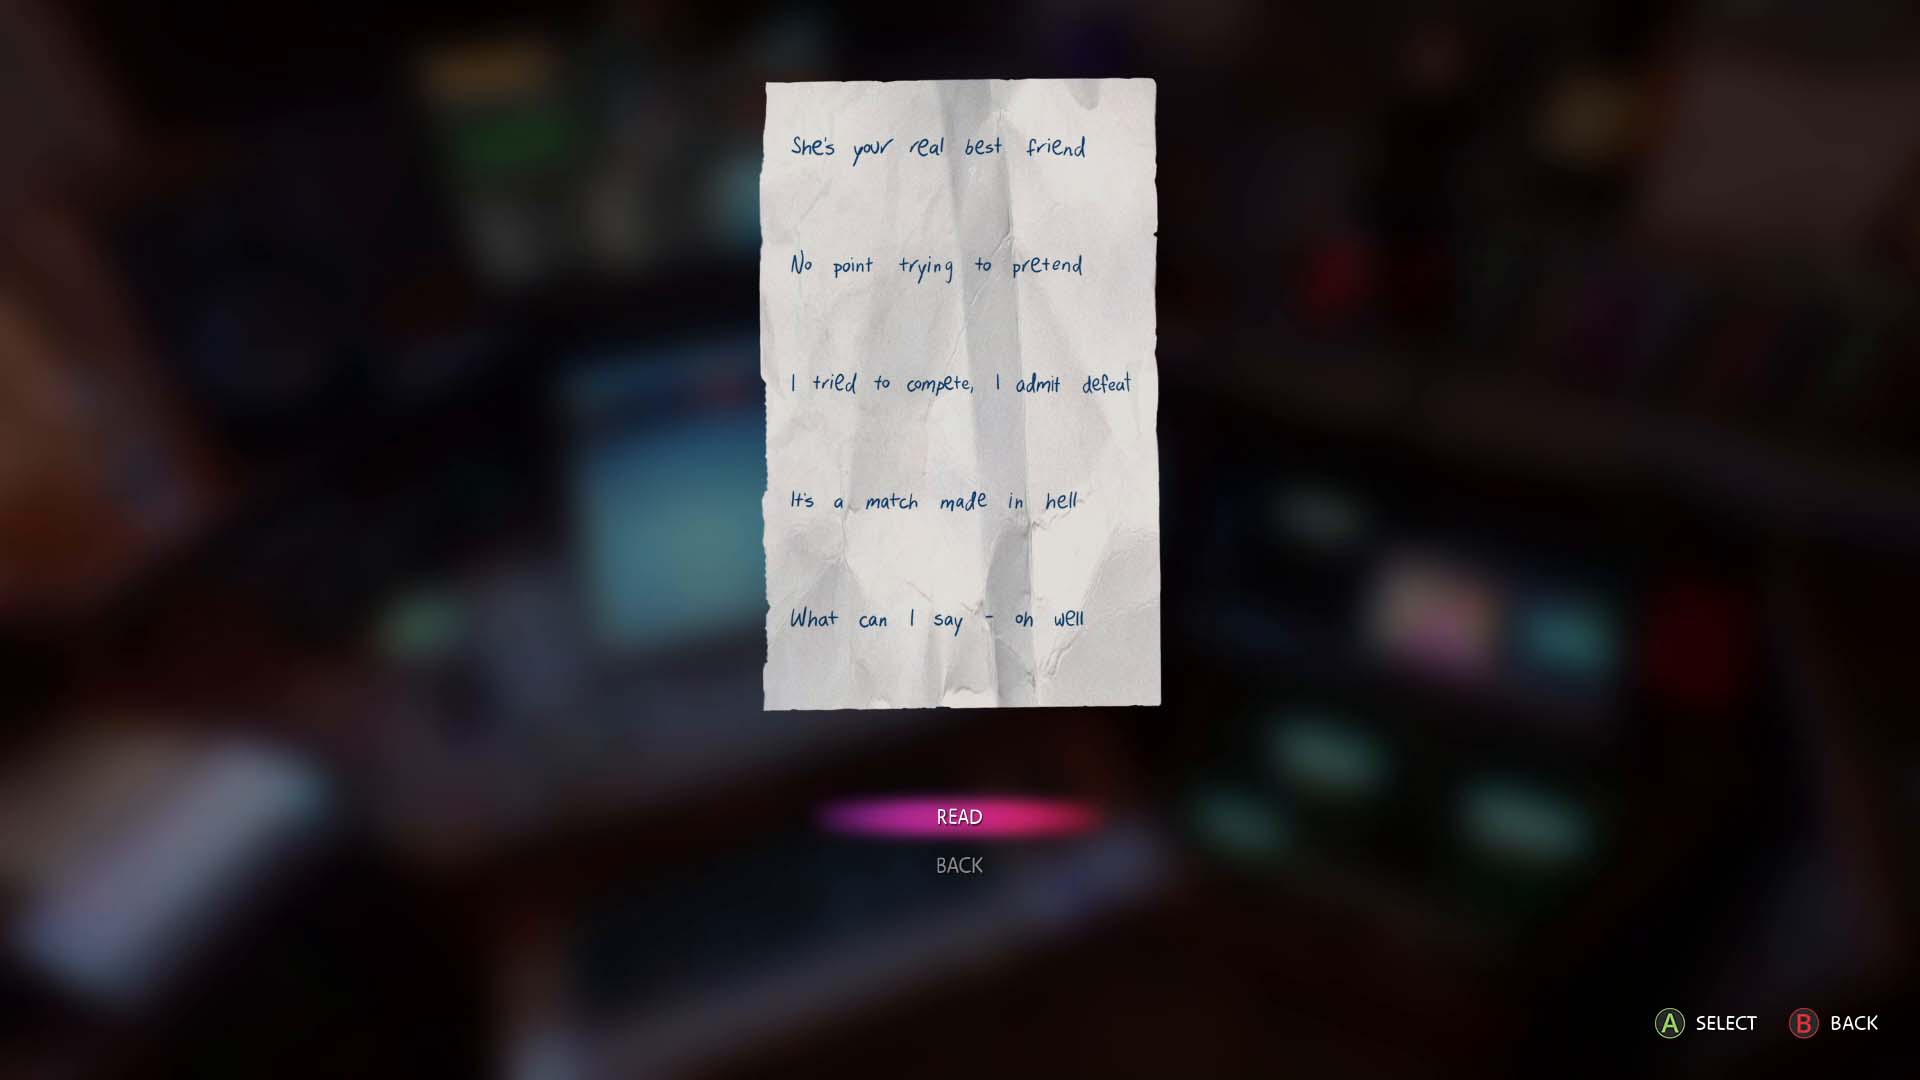 She's your real best friend
No point trying to pretend
I tried to compete, I admit defeat
It's a match made in hell
What can I say - oh well
READ
BACK
A SELECT B BACK